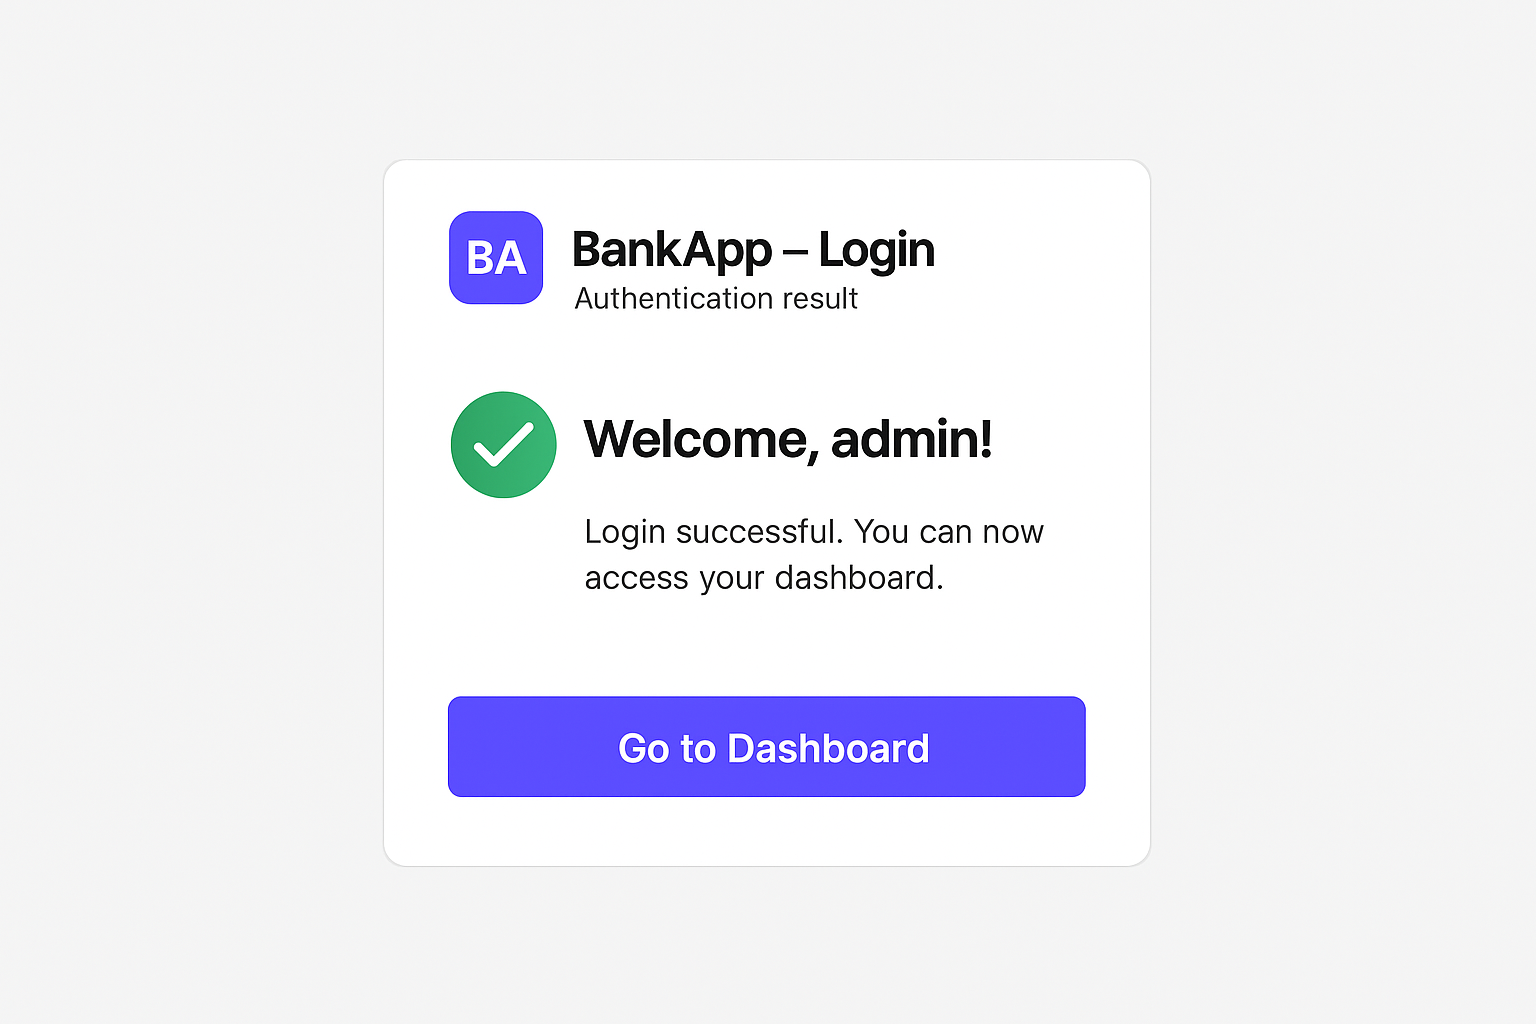 BA
BankApp – Login
Authentication result
Welcome, admin!
Login successful. You can now
access your dashboard.
Go to Dashboard